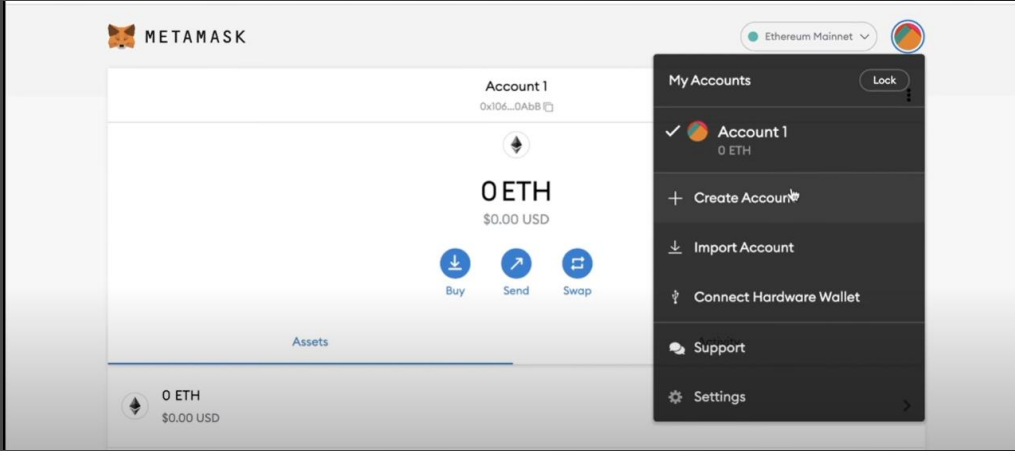 METAMASK
Ethereum Mainnet
Account 1
0x106...0AbB
0 ETH
$0.00 USD
Buy
Send
Swap
Assets
0 ETH
$0.00 USD
My Accounts
Lock
Account 1
0 ETH
Create Account
Import Account
Connect Hardware Wallet
Support
Settings